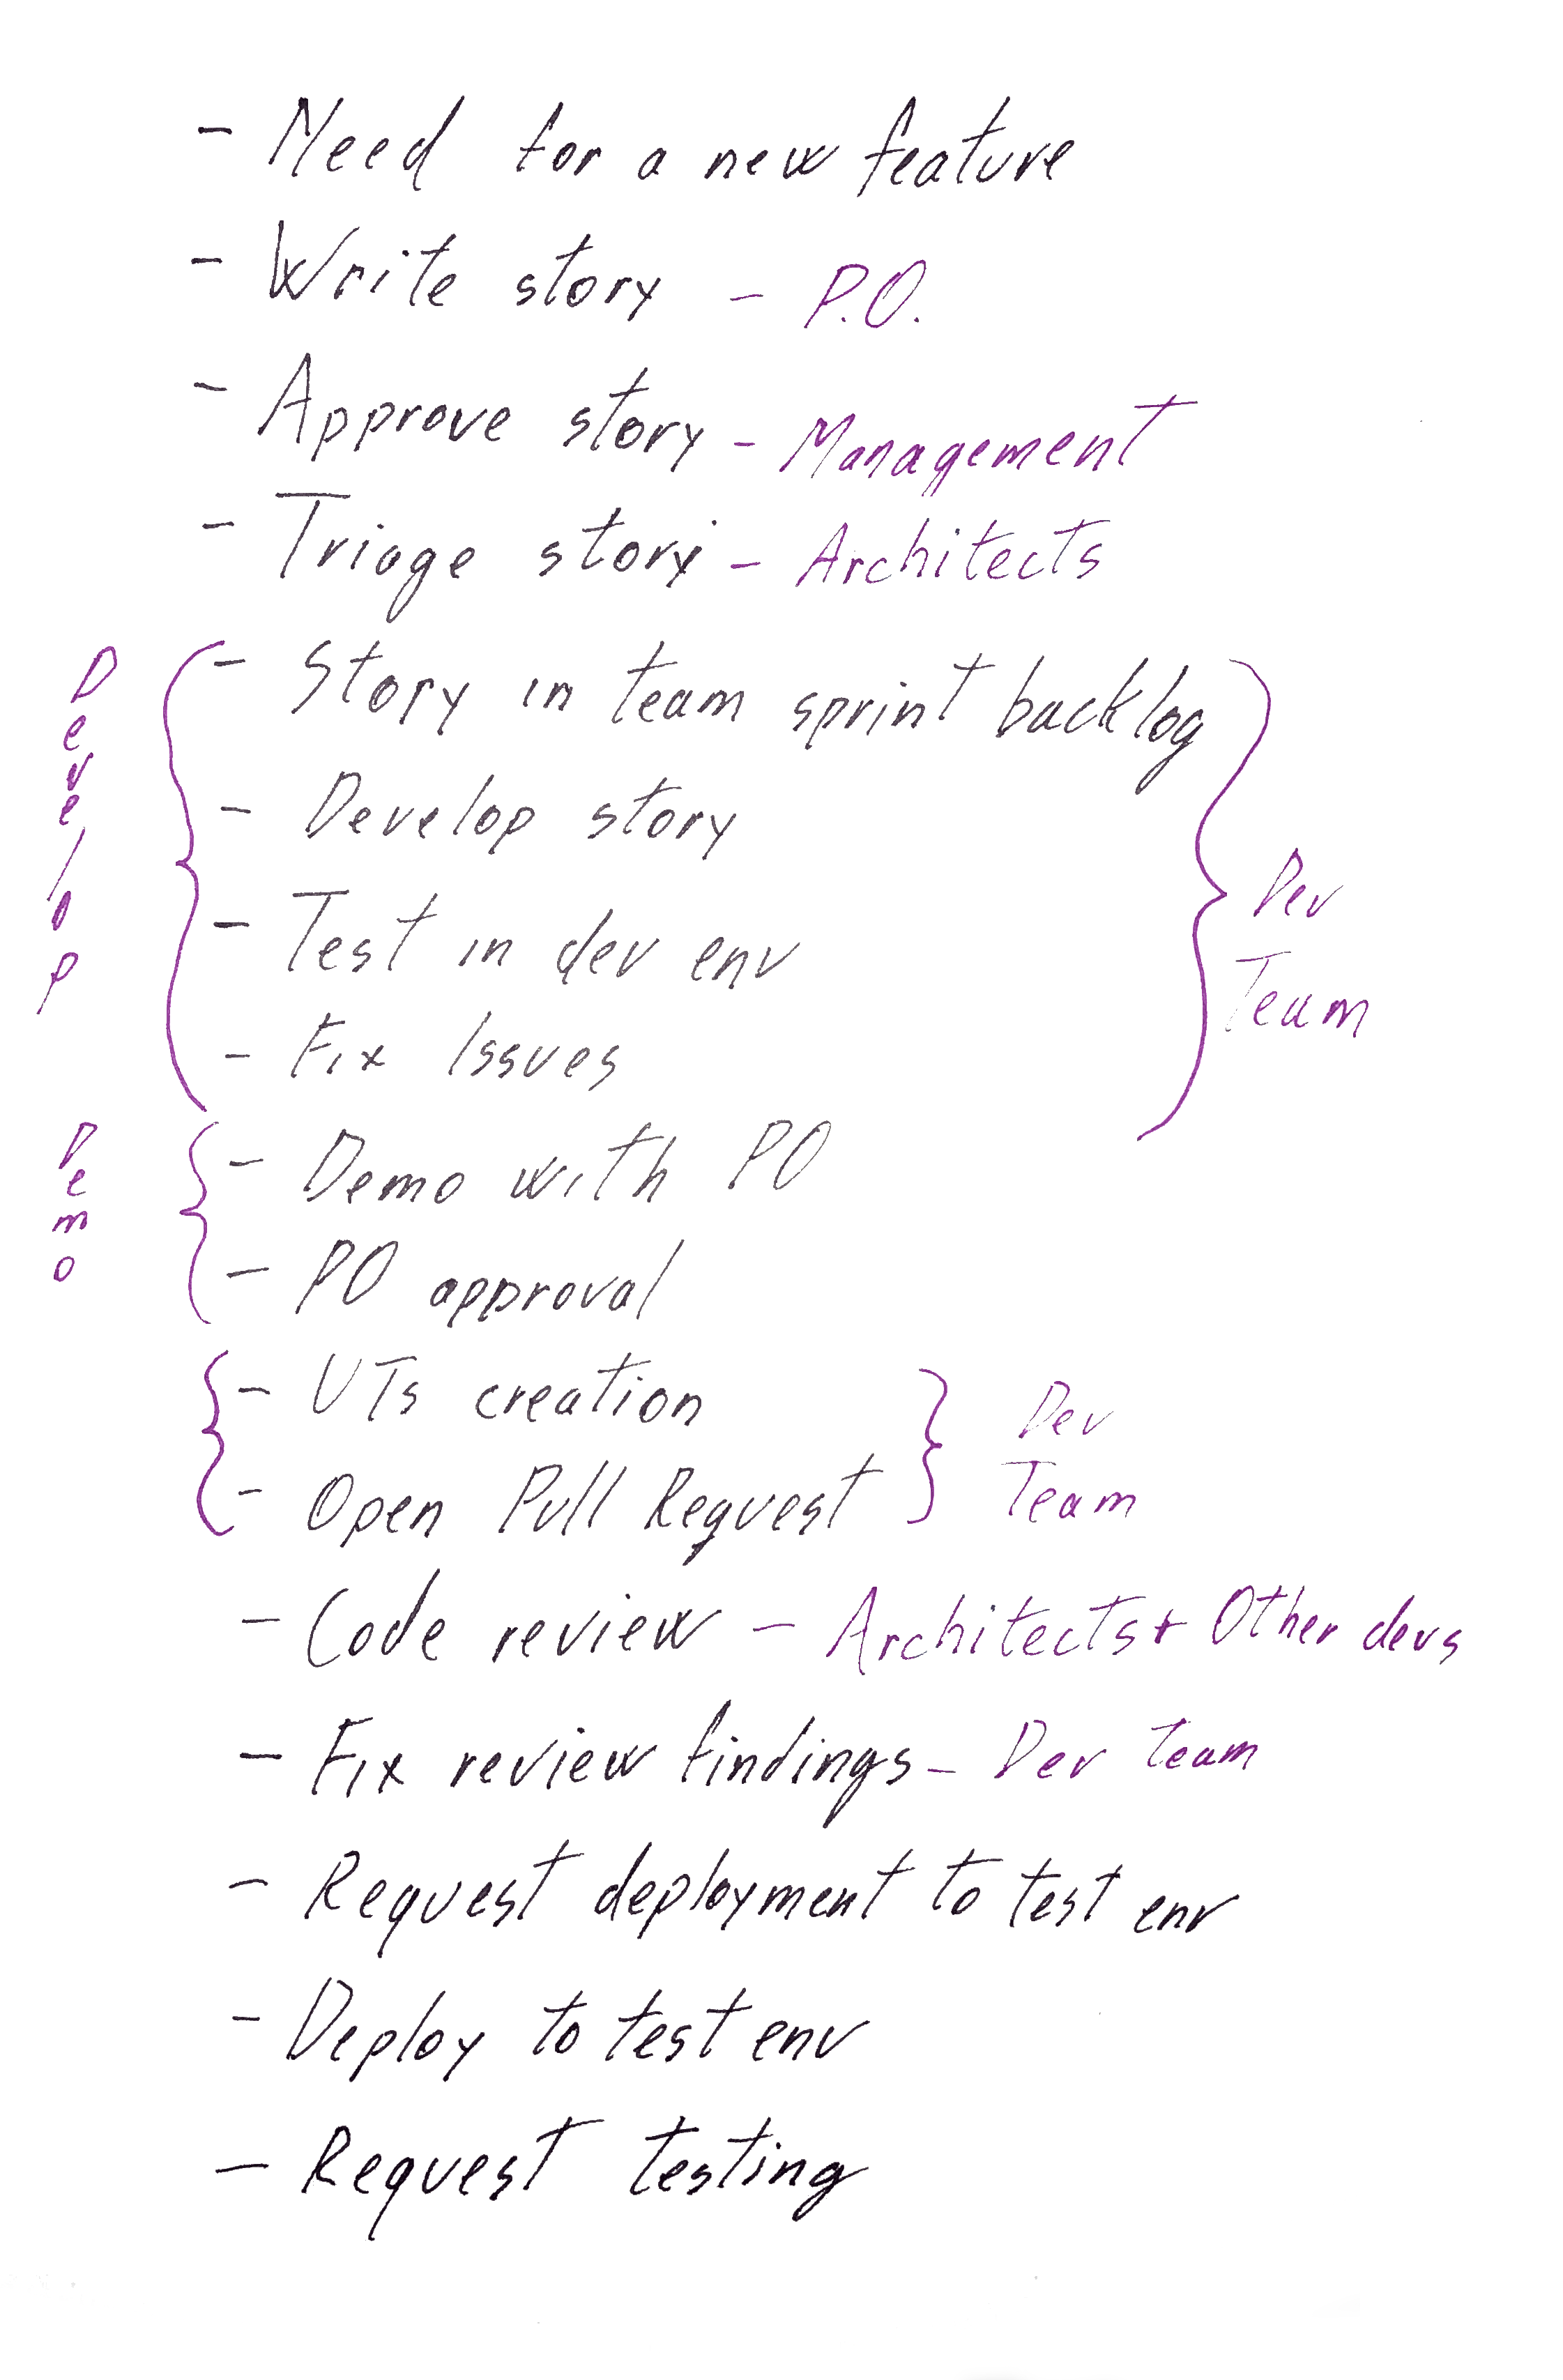 - Need for a new feature
- Write story - P.O.
- Approve story - Management
- Triage story - Architects
Develop
- Story in team sprint backlog
- Develop story
- Test in dev env
- Fix Issues
Dev
Team
Demo
- Demo with PO
- PO approval
- UTs creation
- Open Pull Request
Dev
Team
- Code review - Architects + Other devs
- Fix review findings - Dev team
- Request deployment to test env
- Deploy to test env
- Request testing